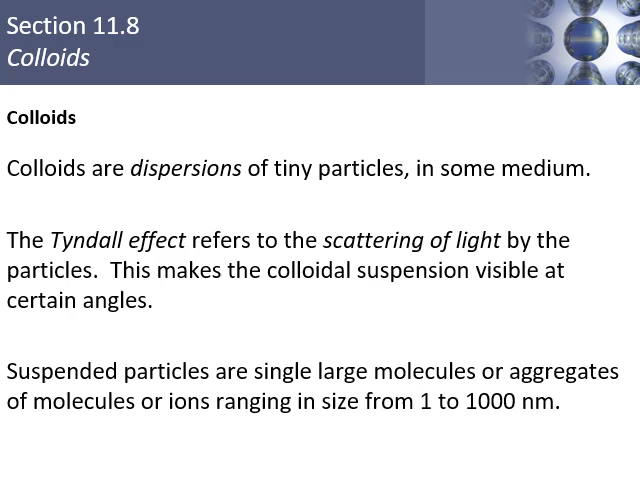 Section 11.8
Colloids
Colloids
Colloids are dispersions of tiny particles, in some medium.
The Tyndall effect refers to the scattering of light by the
particles.  This makes the colloidal suspension visible at
certain angles.
Suspended particles are single large molecules or aggregates
of molecules or ions ranging in size from 1 to 1000 nm.